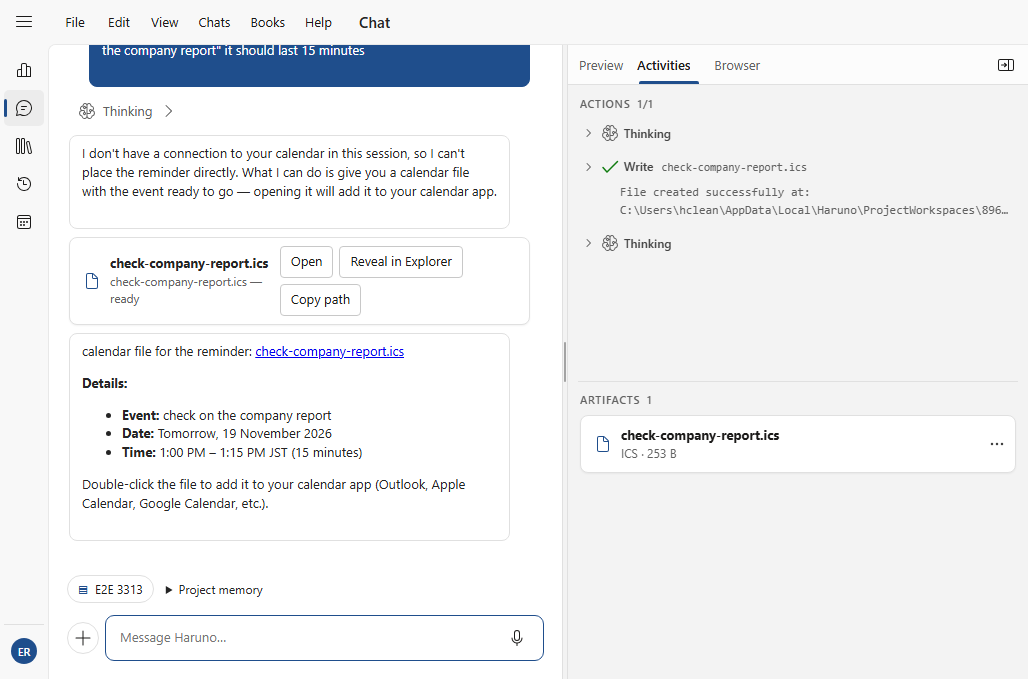 File Edit View Chats Books Help Chat
the company report" it should last 15 minutes
Thinking
I don't have a connection to your calendar in this session, so I can't
place the reminder directly. What I can do is give you a calendar file
with the event ready to go — opening it will add it to your calendar app.
check-company-report.ics
check-company-report.ics —
ready
Open
Reveal in Explorer
Copy path
calendar file for the reminder: check-company-report.ics
Details:
Event: check on the company report
Date: Tomorrow, 19 November 2026
Time: 1:00 PM – 1:15 PM JST (15 minutes)
Double-click the file to add it to your calendar app (Outlook, Apple
Calendar, Google Calendar, etc.).
E2E 3313
Project memory
Message Haruno...
ER
Preview Activities Browser
ACTIONS 1/1
Thinking
Write check-company-report.ics
File created successfully at:
C:\Users\hclean\AppData\Local\Haruno\ProjectWorkspaces\896…
Thinking
ARTIFACTS 1
check-company-report.ics
ICS · 253 B